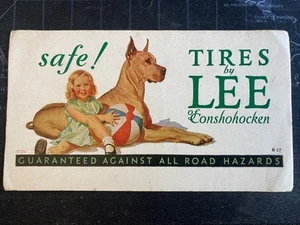 safe!
TIRES
by
LEE
of Conshohocken
B 17
GUARANTEED AGAINST ALL ROAD HAZARDS